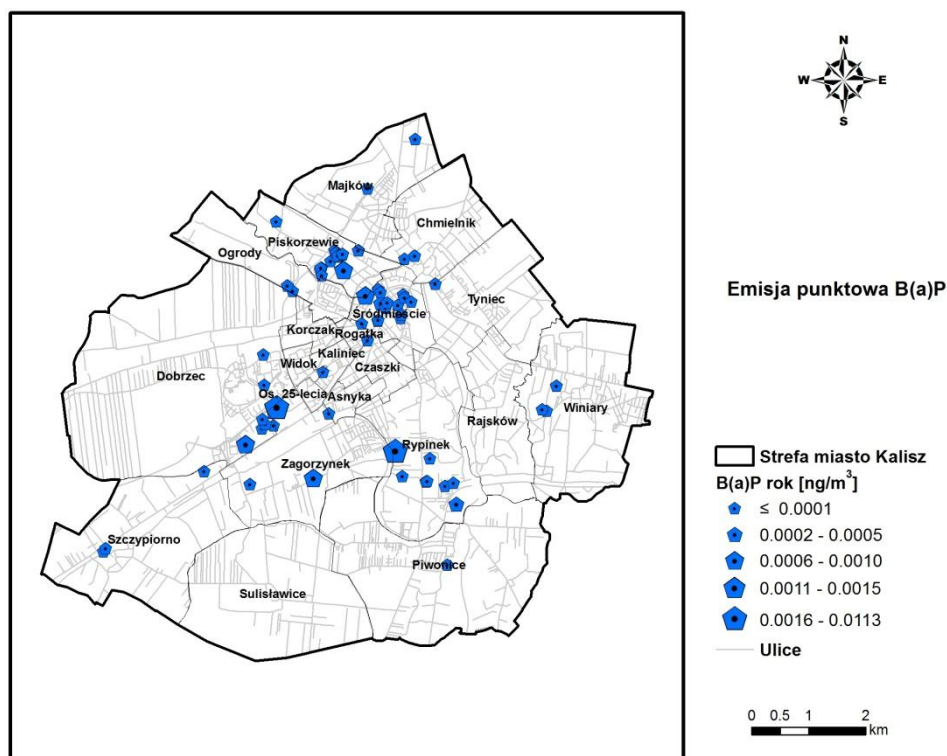 N
W E
S
Majków
Chmielnik
Piskorzewie
Ogrody
Tyniec
Emisja punktowa B(a)P
Śródmieście
Korczak
Rogatka
Kaliniec
Widok
Czaszki
Dobrzec
Os. 25-lecia
Asnyka
Winiary
Rajsków
Rypinek
Zagorzynek
Strefa miasto Kalisz
B(a)P rok [ng/m³]
≤ 0.0001
0.0002 - 0.0005
0.0006 - 0.0010
0.0011 - 0.0015
0.0016 - 0.0113
Ulice
Szczypiorno
Piwonice
Sulisławice
0 0.5 1 2
km